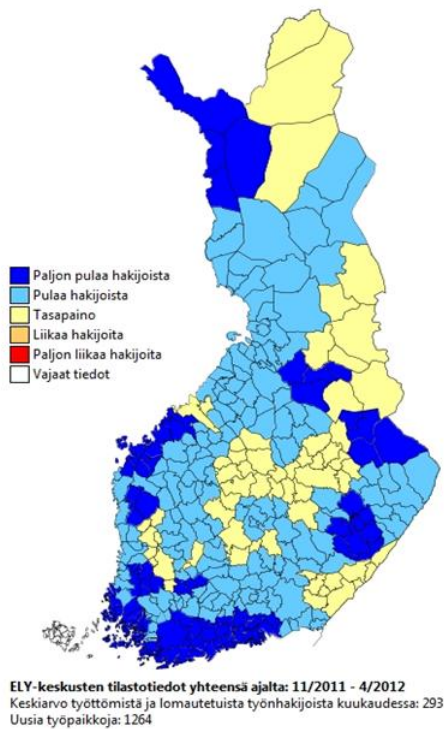 Paljon pulaa hakijoista
Pulaa hakijoista
Tasapaino
Liikaa hakijoita
Paljon liikaa hakijoita
Vajaat tiedot
ELY-keskusten tilastotiedot yhteensä ajalta: 11/2011 - 4/2012
Keskiarvo työttömistä ja lomautetuista työnhakijoista kuukaudessa: 293
Uusia työpaikkoja: 1264